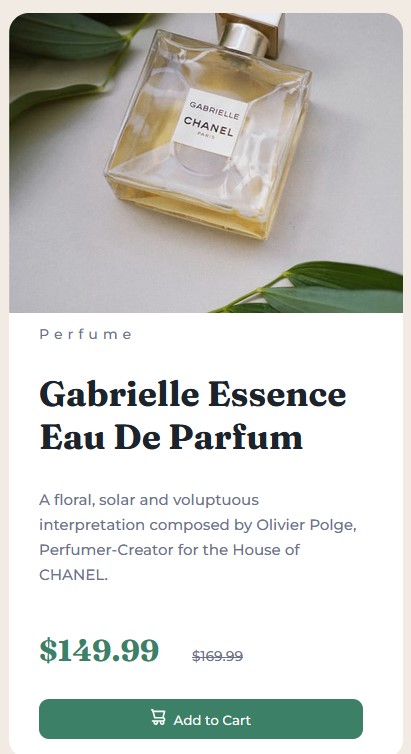 GABRIELLE
CHANEL
PARIS
Perfume
Gabrielle Essence
Eau De Parfum
A floral, solar and voluptuous
interpretation composed by Olivier Polge,
Perfumer-Creator for the House of
CHANEL.
$149.99 $169.99
Add to Cart